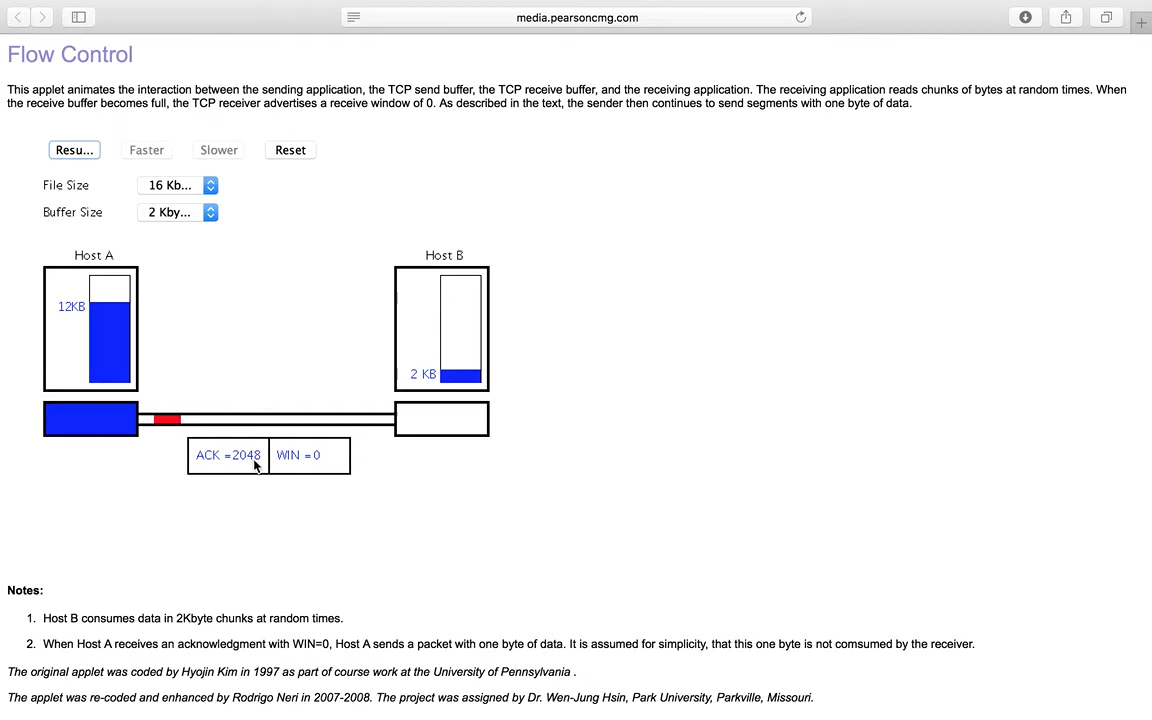 media.pearsoncmg.com
Flow Control
This applet animates the interaction between the sending application, the TCP send buffer, the TCP receive buffer, and the receiving application. The receiving application reads chunks of bytes at random times. When
the receive buffer becomes full, the TCP receiver advertises a receive window of 0. As described in the text, the sender then continues to send segments with one byte of data.
Resu... Faster Slower Reset
File Size 16 Kb...
Buffer Size 2 Kby...
Host A Host B
12KB
2 KB
ACK =2048 WIN =0
Notes:
1. Host B consumes data in 2Kbyte chunks at random times.
2. When Host A receives an acknowledgment with WIN=0, Host A sends a packet with one byte of data. It is assumed for simplicity, that this one byte is not comsumed by the receiver.
The original applet was coded by Hyojin Kim in 1997 as part of course work at the University of Pennsylvania .
The applet was re-coded and enhanced by Rodrigo Neri in 2007-2008. The project was assigned by Dr. Wen-Jung Hsin, Park University, Parkville, Missouri.